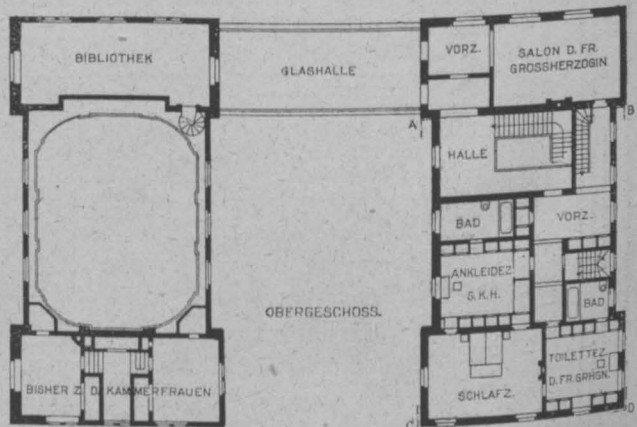 BIBLIOTHEK
GLASHALLE
VORZ.
SALON D. FR.
GROSSHERZOGIN.
A
B
HALLE
BAD
VORZ.
ANKLEIDEZ.
S.K.H.
BAD
OBERGESCHOSS.
BISHER Z. D. KAMMERFRAUEN
SCHLAFZ.
TOILETTEZ.
D. FR. GRHGN.
C
D